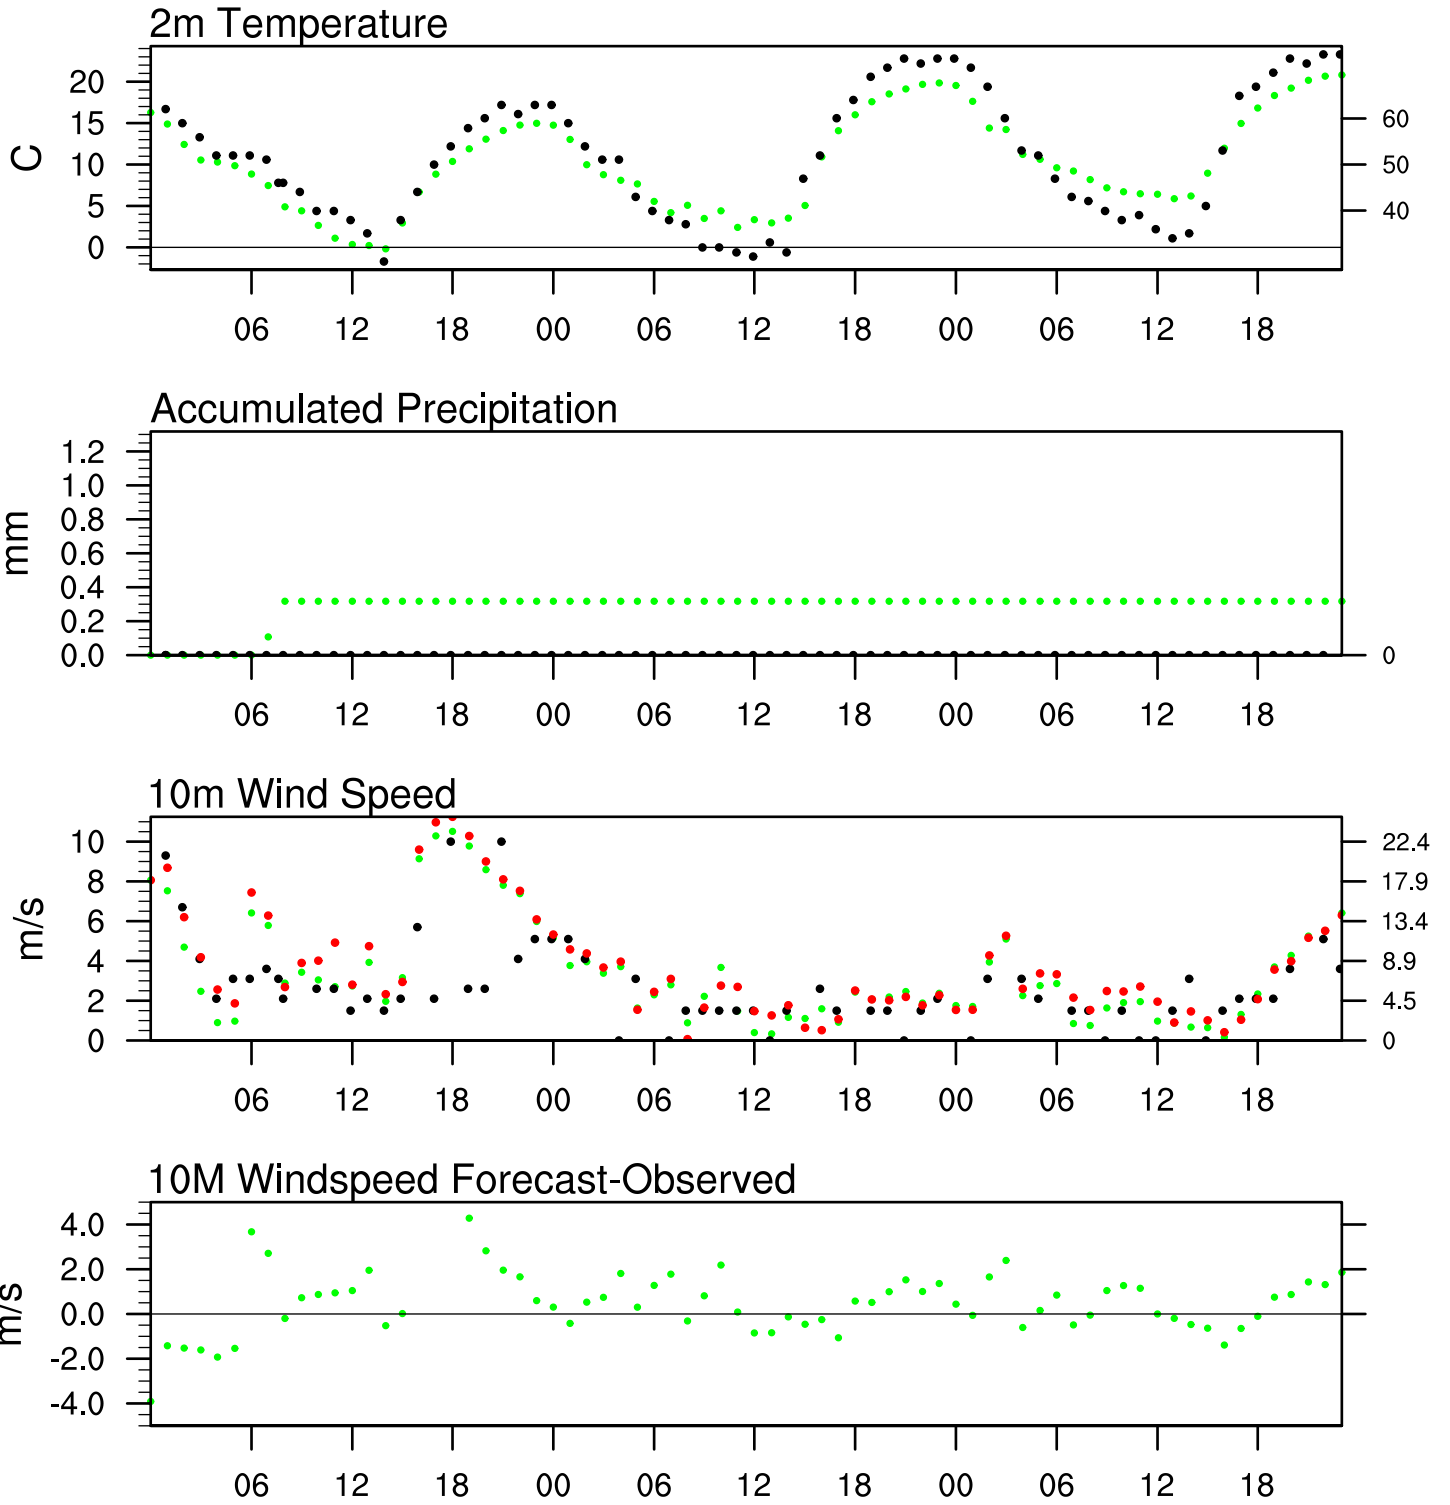 2m Temperature
20
15
10
5
0
C
60
50
40
06 12 18 00 06 12 18 00 06 12 18
Accumulated Precipitation
1.2
1.0
0.8
0.6
0.4
0.2
0.0
mm
0
06 12 18 00 06 12 18 00 06 12 18
10m Wind Speed
10
8
6
4
2
0
m/s
22.4
17.9
13.4
8.9
4.5
0
06 12 18 00 06 12 18 00 06 12 18
10M Windspeed Forecast-Observed
4.0
2.0
0.0
-2.0
-4.0
m/s
06 12 18 00 06 12 18 00 06 12 18